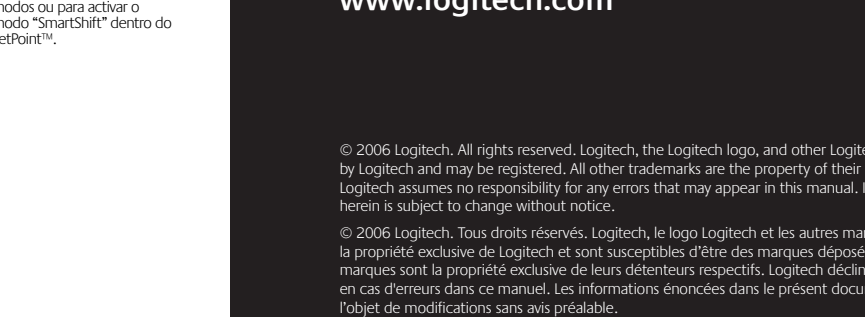 modos ou para activar o
modo “SmartShift” dentro do
etPoint™.
www.logitech.com
© 2006 Logitech. All rights reserved. Logitech, the Logitech logo, and other
by Logitech and may be registered. All other trademarks are the property of their
Logitech assumes no responsibility for any errors that may appear in this manual.
herein is subject to change without notice.
© 2006 Logitech. Tous droits réservés. Logitech, le logo Logitech et les autres
la propriété exclusive de Logitech et sont susceptibles d’être des marques
marques sont la propriété exclusive de leurs détenteurs respectifs. Logitech
en cas d'erreurs dans ce manuel. Les informations énoncées dans le présent
l’objet de modifications sans avis préalable.